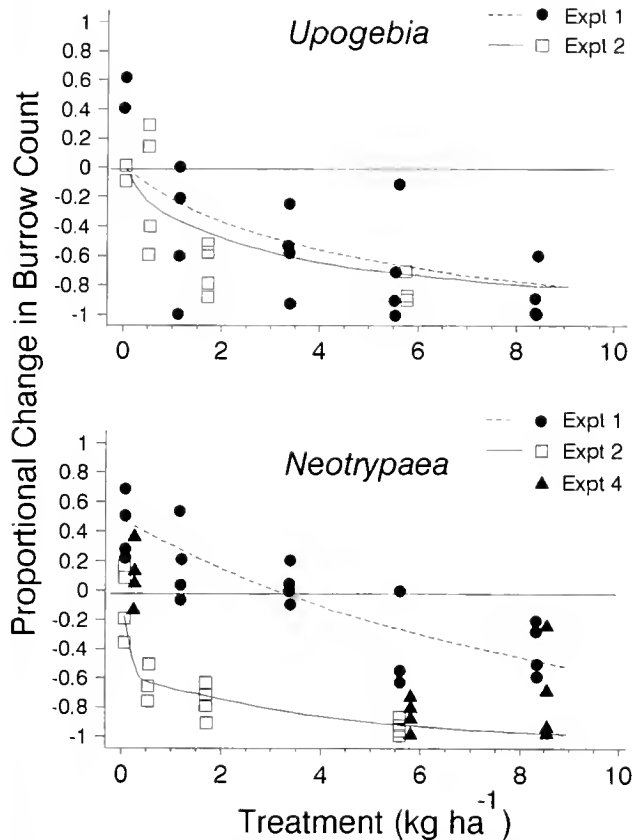 Proportional Change in Burrow Count
Upogebia
Expl 1
Expl 2
1
0.8
0.6
0.4
0.2
0
-0.2
-0.4
-0.6
-0.8
-1
0 2 4 6 8 10
Neotrypaea
Expl 1
Expt 2
Expt 4
1
0.8
0.6
0.4
0.2
0
-0.2
-0.4
-0.6
-0.8
-1
0 2 4 6 8 10
Treatment (kg ha⁻¹)